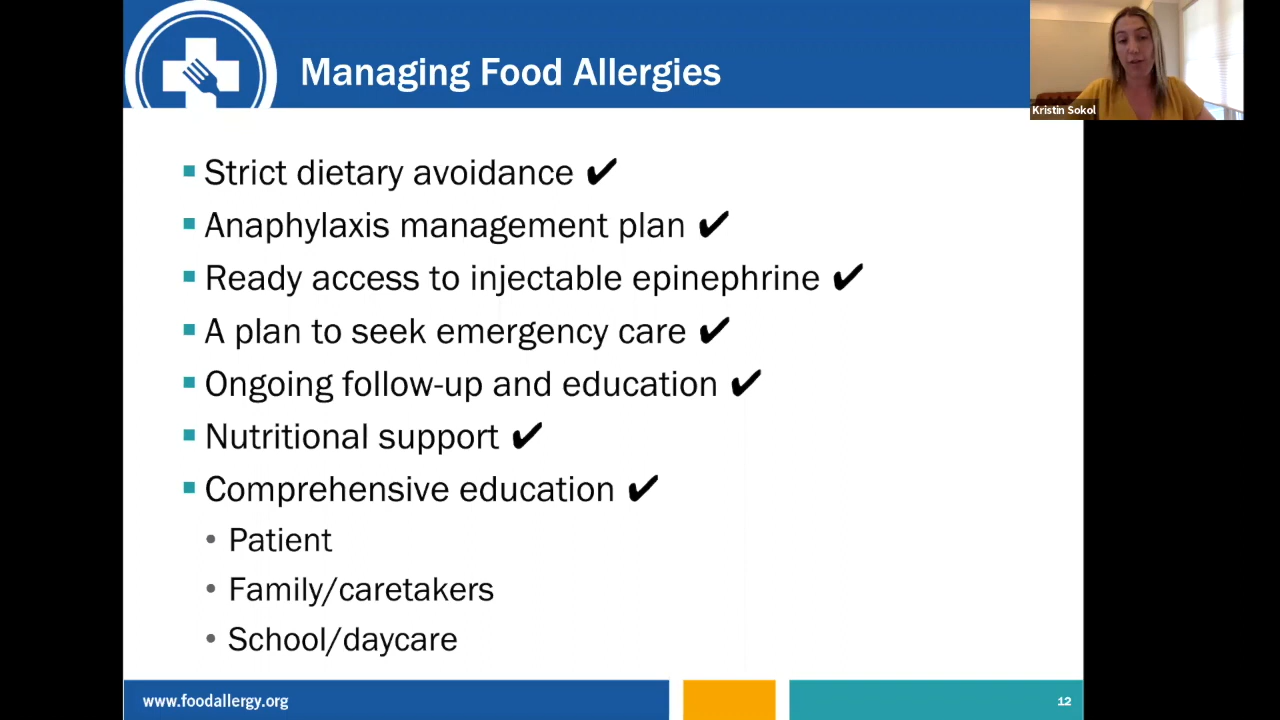 Managing Food Allergies
Kristin Sokol
▪ Strict dietary avoidance ✔
▪ Anaphylaxis management plan ✔
▪ Ready access to injectable epinephrine ✔
▪ A plan to seek emergency care ✔
▪ Ongoing follow-up and education ✔
▪ Nutritional support ✔
▪ Comprehensive education ✔
• Patient
• Family/caretakers
• School/daycare
www.foodallergy.org
12